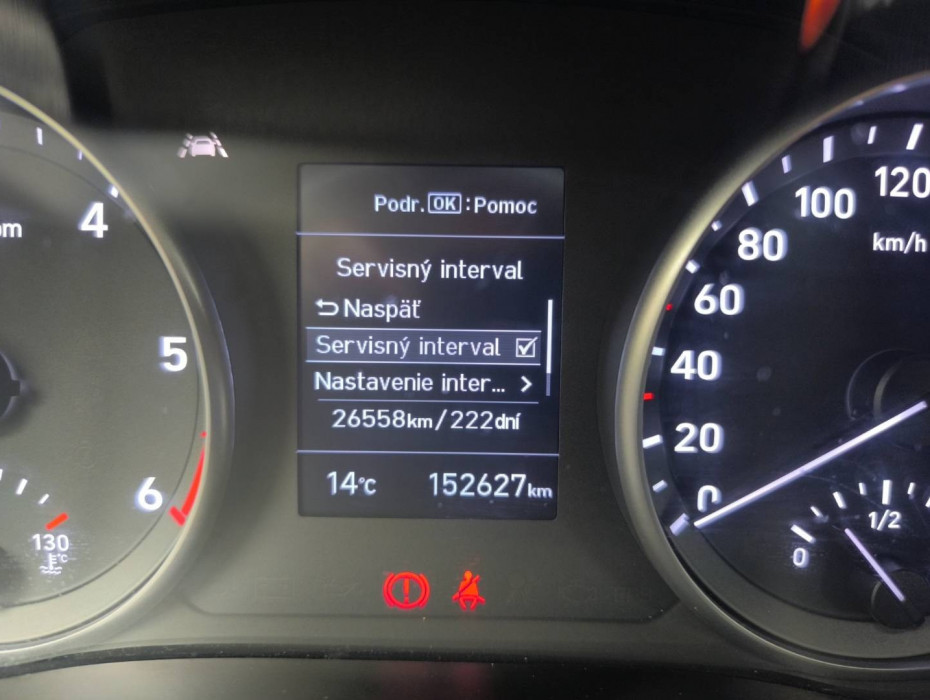 Podr. OK : Pomoc
Servisný interval
Naspäť
Servisný interval
Nastavenie inter... >
26558km/222dní
14°C 152627km
4
5
6
130
°C
120
100
80
60
40
20
0
km/h
0
1/2